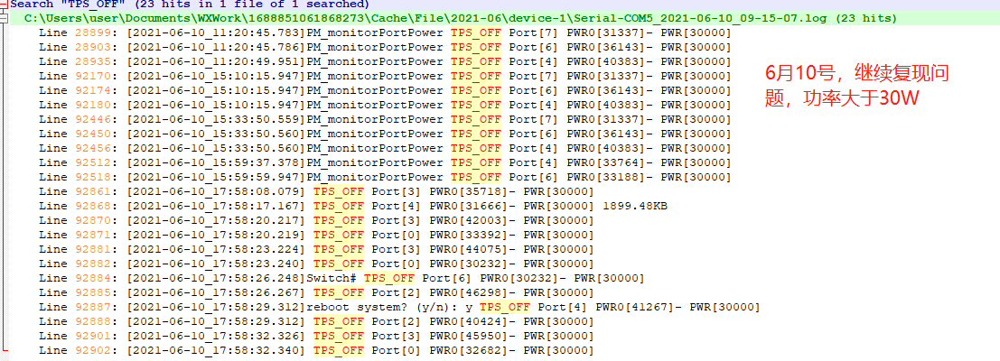 Search "TPS_OFF" (23 hits in 1 file of 1 searched)
C:\Users\user\Documents\WXWork\1688851061868273\Cache\File\2021-06\device-1\Serial-COM5_2021-06-10_09-15-07.log (23 hits)
Line 28899: [2021-06-10_11:20:45.783]PM_monitorPortPower TPS_OFF Port[7] PWR0[31337]- PWR[30000]
Line 28903: [2021-06-10_11:20:45.786]PM_monitorPortPower TPS_OFF Port[6] PWR0[36143]- PWR[30000]
Line 28935: [2021-06-10_11:20:49.951]PM_monitorPortPower TPS_OFF Port[4] PWR0[40383]- PWR[30000]
Line 92170: [2021-06-10_15:10:15.947]PM_monitorPortPower TPS_OFF Port[7] PWR0[31337]- PWR[30000]
Line 92174: [2021-06-10_15:10:15.947]PM_monitorPortPower TPS_OFF Port[6] PWR0[36143]- PWR[30000]
Line 92180: [2021-06-10_15:10:15.947]PM_monitorPortPower TPS_OFF Port[4] PWR0[40383]- PWR[30000]
Line 92446: [2021-06-10_15:33:50.559]PM_monitorPortPower TPS_OFF Port[7] PWR0[31337]- PWR[30000]
Line 92450: [2021-06-10_15:33:50.560]PM_monitorPortPower TPS_OFF Port[6] PWR0[36143]- PWR[30000]
Line 92456: [2021-06-10_15:33:50.560]PM_monitorPortPower TPS_OFF Port[4] PWR0[40383]- PWR[30000]
Line 92512: [2021-06-10_15:59:37.378]PM_monitorPortPower TPS_OFF Port[4] PWR0[33764]- PWR[30000]
Line 92518: [2021-06-10_15:59:59.947]PM_monitorPortPower TPS_OFF Port[6] PWR0[33188]- PWR[30000]
Line 92861: [2021-06-10_17:58:08.079] TPS_OFF Port[3] PWR0[35718]- PWR[30000]
Line 92868: [2021-06-10_17:58:17.167] TPS_OFF Port[4] PWR0[31666]- PWR[30000] 1899.48KB
Line 92870: [2021-06-10_17:58:20.217] TPS_OFF Port[3] PWR0[42003]- PWR[30000]
Line 92871: [2021-06-10_17:58:20.219] TPS_OFF Port[0] PWR0[33392]- PWR[30000]
Line 92881: [2021-06-10_17:58:23.224] TPS_OFF Port[3] PWR0[44075]- PWR[30000]
Line 92882: [2021-06-10_17:58:23.240] TPS_OFF Port[0] PWR0[30232]- PWR[30000]
Line 92884: [2021-06-10_17:58:26.248]Switch# TPS_OFF Port[6] PWR0[30232]- PWR[30000]
Line 92885: [2021-06-10_17:58:26.267] TPS_OFF Port[2] PWR0[46298]- PWR[30000]
Line 92887: [2021-06-10_17:58:29.312]reboot system? (y/n): y TPS_OFF Port[4] PWR0[41267]- PWR[30000]
Line 92888: [2021-06-10_17:58:29.312] TPS_OFF Port[2] PWR0[40424]- PWR[30000]
Line 92901: [2021-06-10_17:58:32.326] TPS_OFF Port[3] PWR0[45950]- PWR[30000]
Line 92902: [2021-06-10_17:58:32.340] TPS_OFF Port[0] PWR0[32682]- PWR[30000]
6月10号，继续复现问
题，功率大于30W